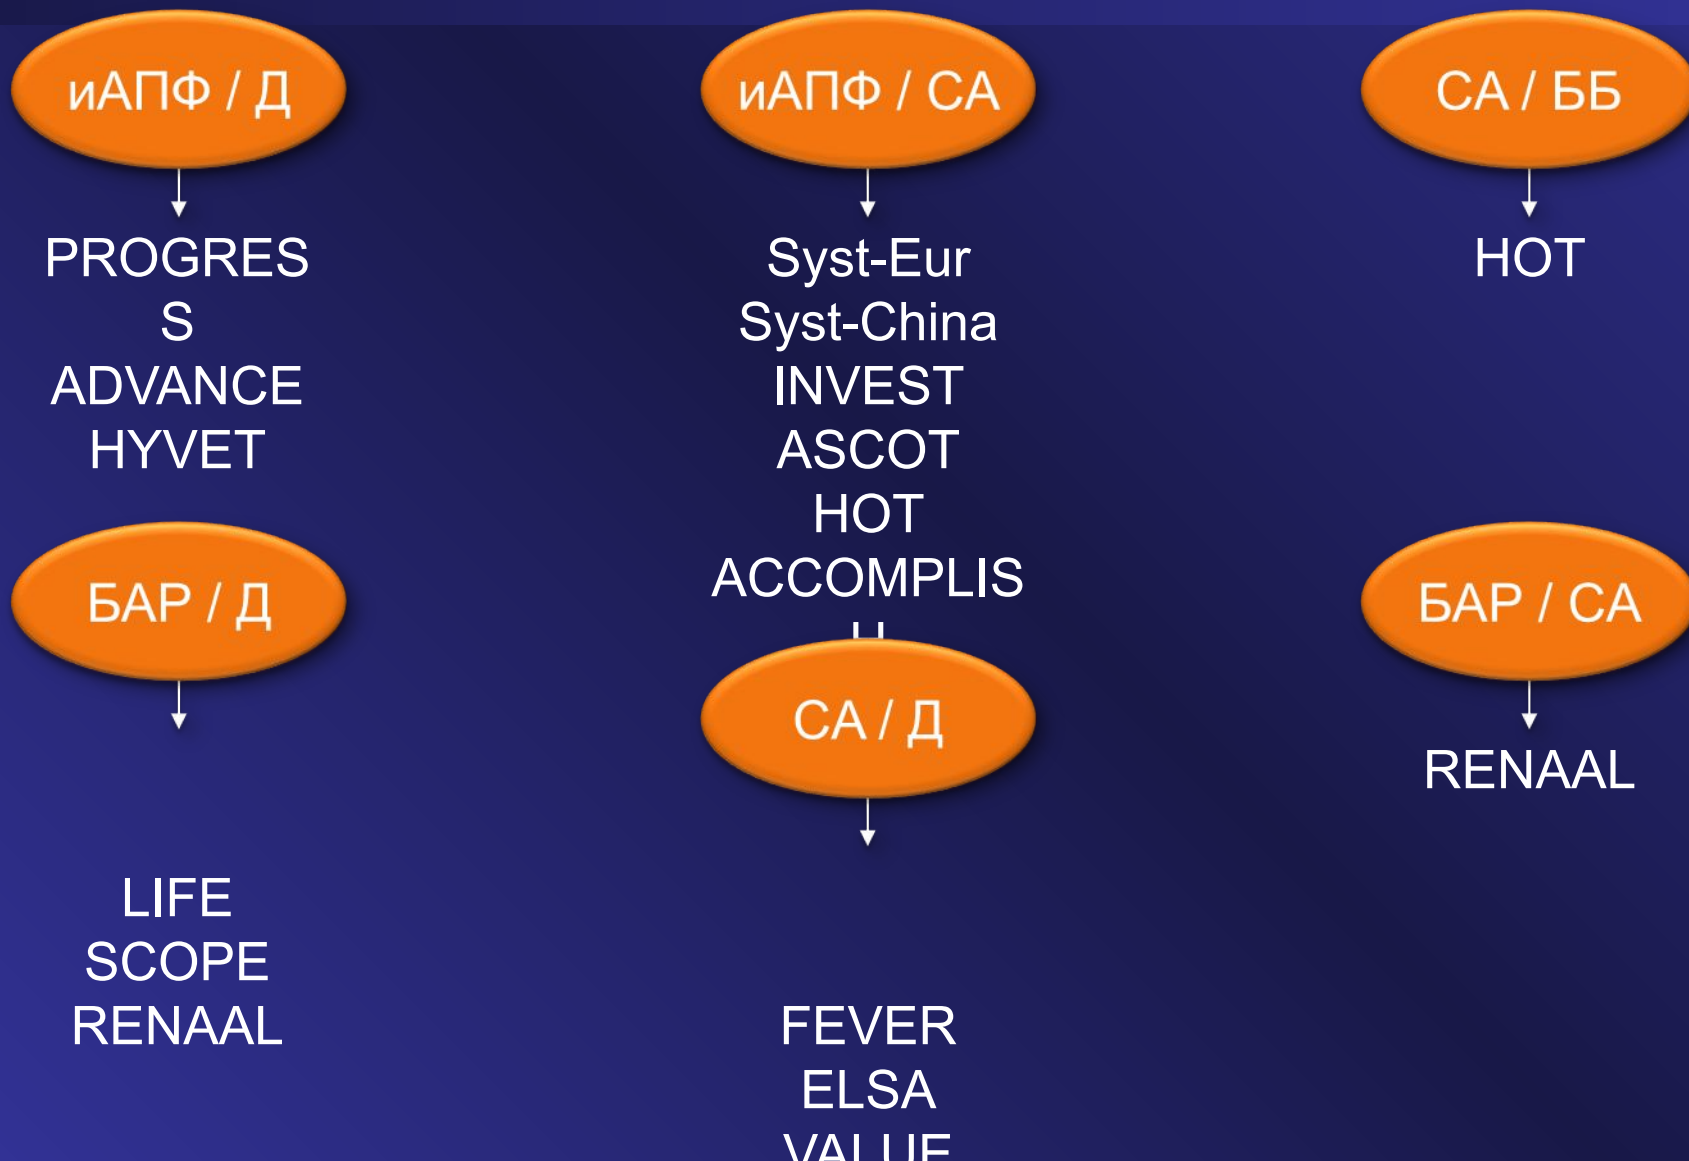 иАПФ / Д
PROGRES
S
ADVANCE
HYVET
иАПФ / СА
Syst-Eur
Syst-China
INVEST
ASCOT
HOT
ACCOMPLIS
H
СА / ББ
HOT
БАР / Д
LIFE
SCOPE
RENAAL
СА / Д
FEVER
ELSA
VALUE
БАР / СА
RENAAL